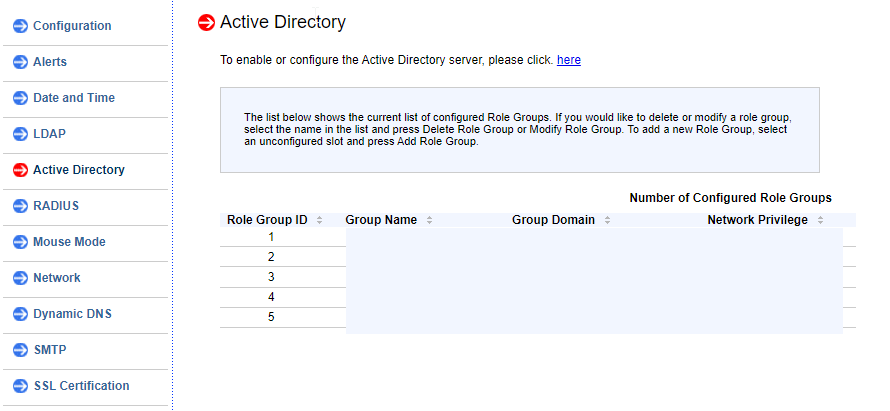 Configuration
Alerts
Date and Time
LDAP
Active Directory
RADIUS
Mouse Mode
Network
Dynamic DNS
SMTP
SSL Certification
Active Directory
To enable or configure the Active Directory server, please click. here
The list below shows the current list of configured Role Groups. If you would like to delete or modify a role group,
select the name in the list and press Delete Role Group or Modify Role Group. To add a new Role Group, select
an unconfigured slot and press Add Role Group.
Number of Configured Role Groups
Role Group ID Group Name Group Domain Network Privilege
1
2
3
4
5